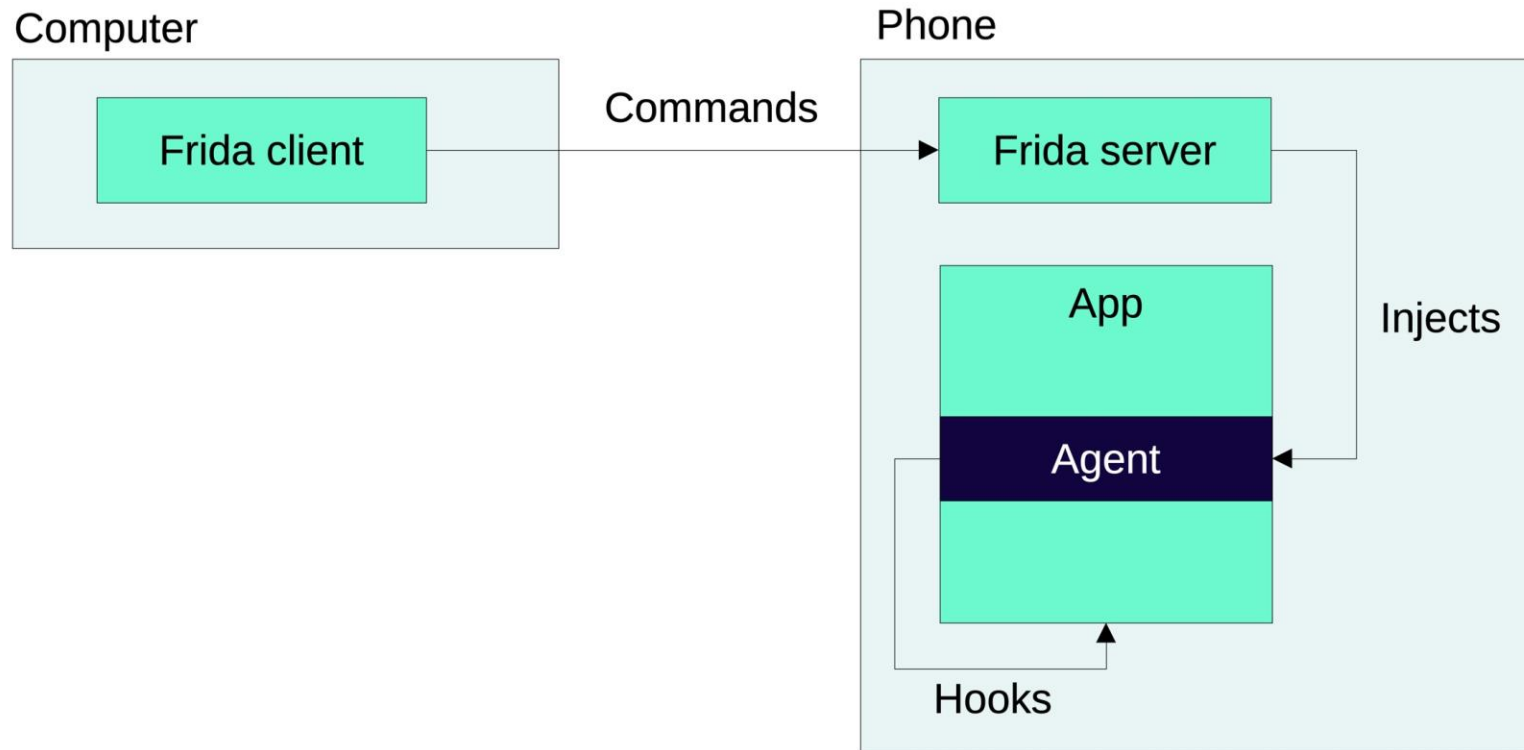 Computer
Phone
Frida client
Commands
Frida server
App
Injects
Agent
Hooks